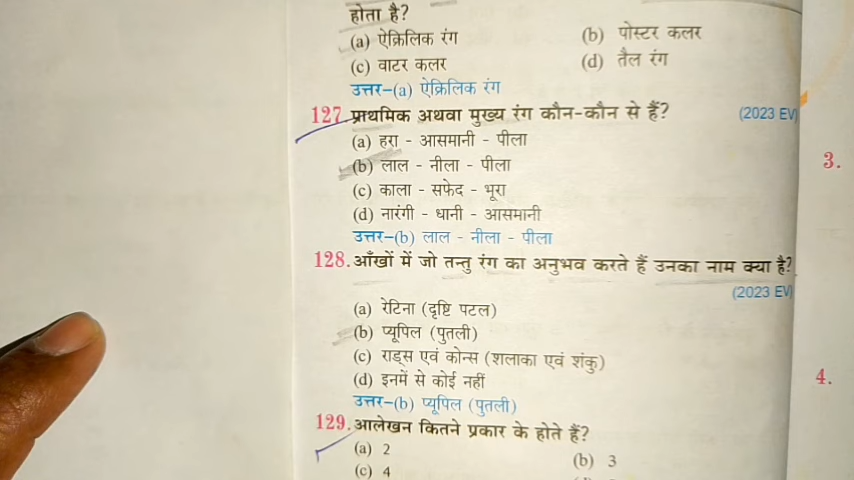 होता है?
(a) ऐक्रिलिक रंग (b) पोस्टर कलर
(c) वाटर कलर (d) तैल रंग
उत्तर–(a) ऐक्रिलिक रंग
127. प्राथमिक अथवा मुख्य रंग कौन-कौन से हैं? (2023 EV)
(a) हरा - आसमानी - पीला
(b) लाल - नीला - पीला
(c) काला - सफेद - भूरा
(d) नारंगी - धानी - आसमानी
उत्तर–(b) लाल - नीला - पीला
128. आँखों में जो तन्तु रंग का अनुभव करते हैं उनका नाम क्या है?
(2023 EV)
(a) रेटिना (दृष्टि पटल)
(b) प्यूपिल (पुतली)
(c) राड्स एवं कोन्स (शलाका एवं शंकु)
(d) इनमें से कोई नहीं
उत्तर–(b) प्यूपिल (पुतली)
129. आलेखन कितने प्रकार के होते हैं?
(a) 2 (b) 3
(c) 4
3.
4.